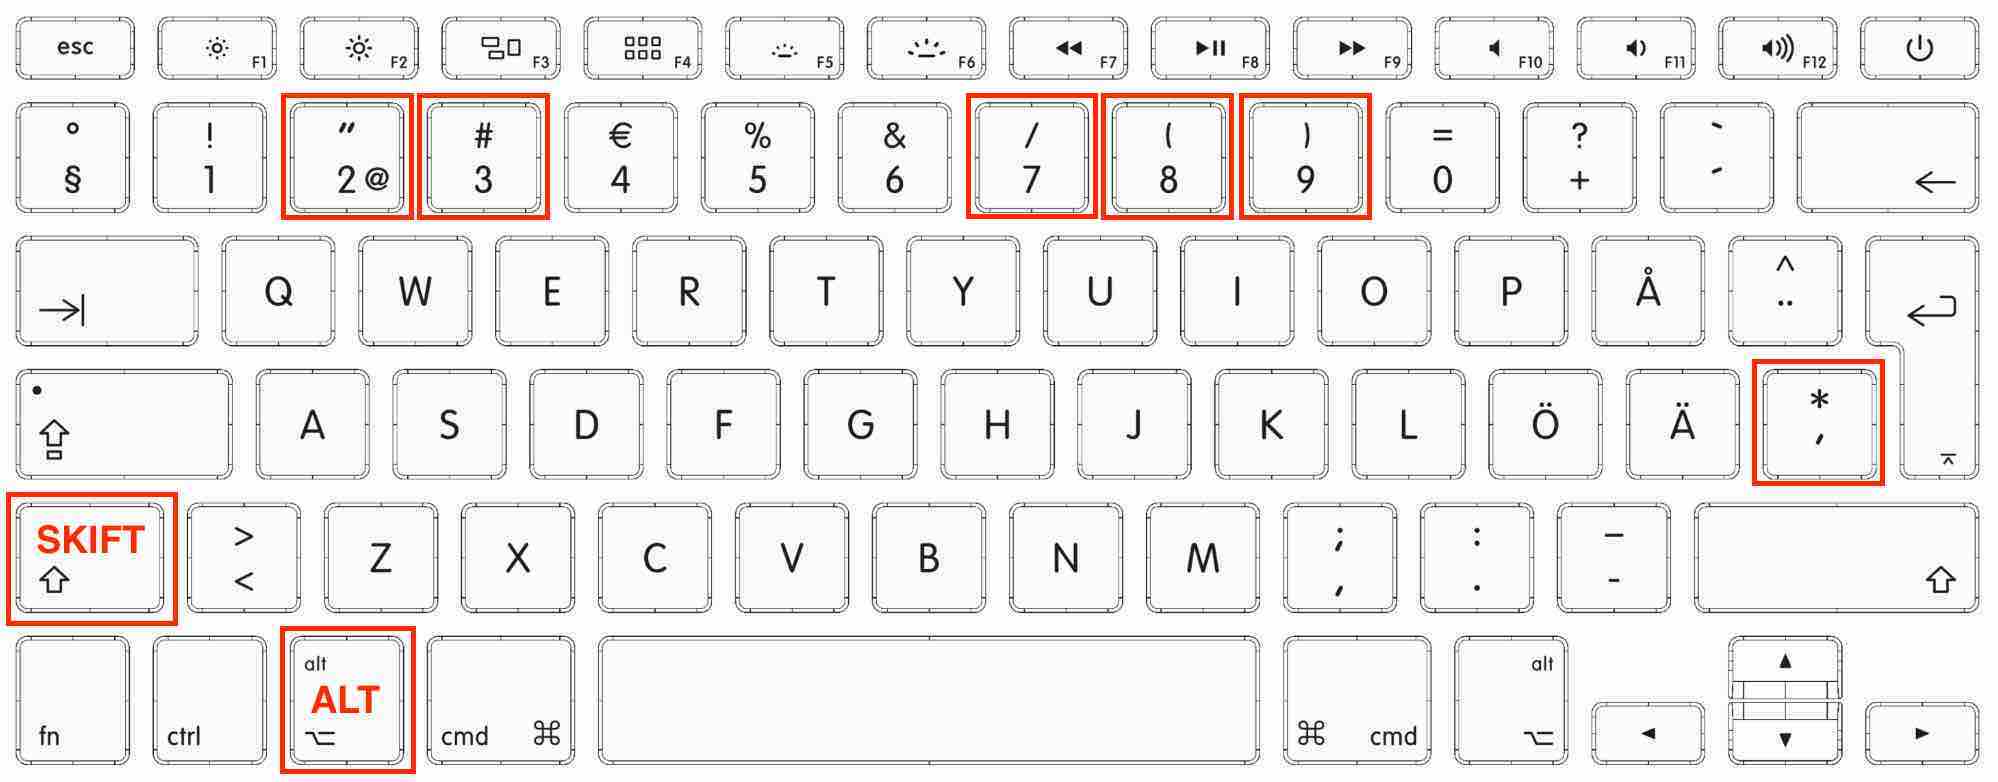 esc F1 F2 F3 F4 F5 F6 F7 F8 F9 F10 F11 F12
° ! ” # € % & / ( ) = ? `
§ 1 2 @ 3 4 5 6 7 8 9 0 + ´
Q W E R T Y U I O P Å ^
¨
A S D F G H J K L Ö Ä *
'
SKIFT > ; : –
< Z X C V B N M , . -
alt alt
ALT
fn ctrl cmd ⌘ ⌘ cmd